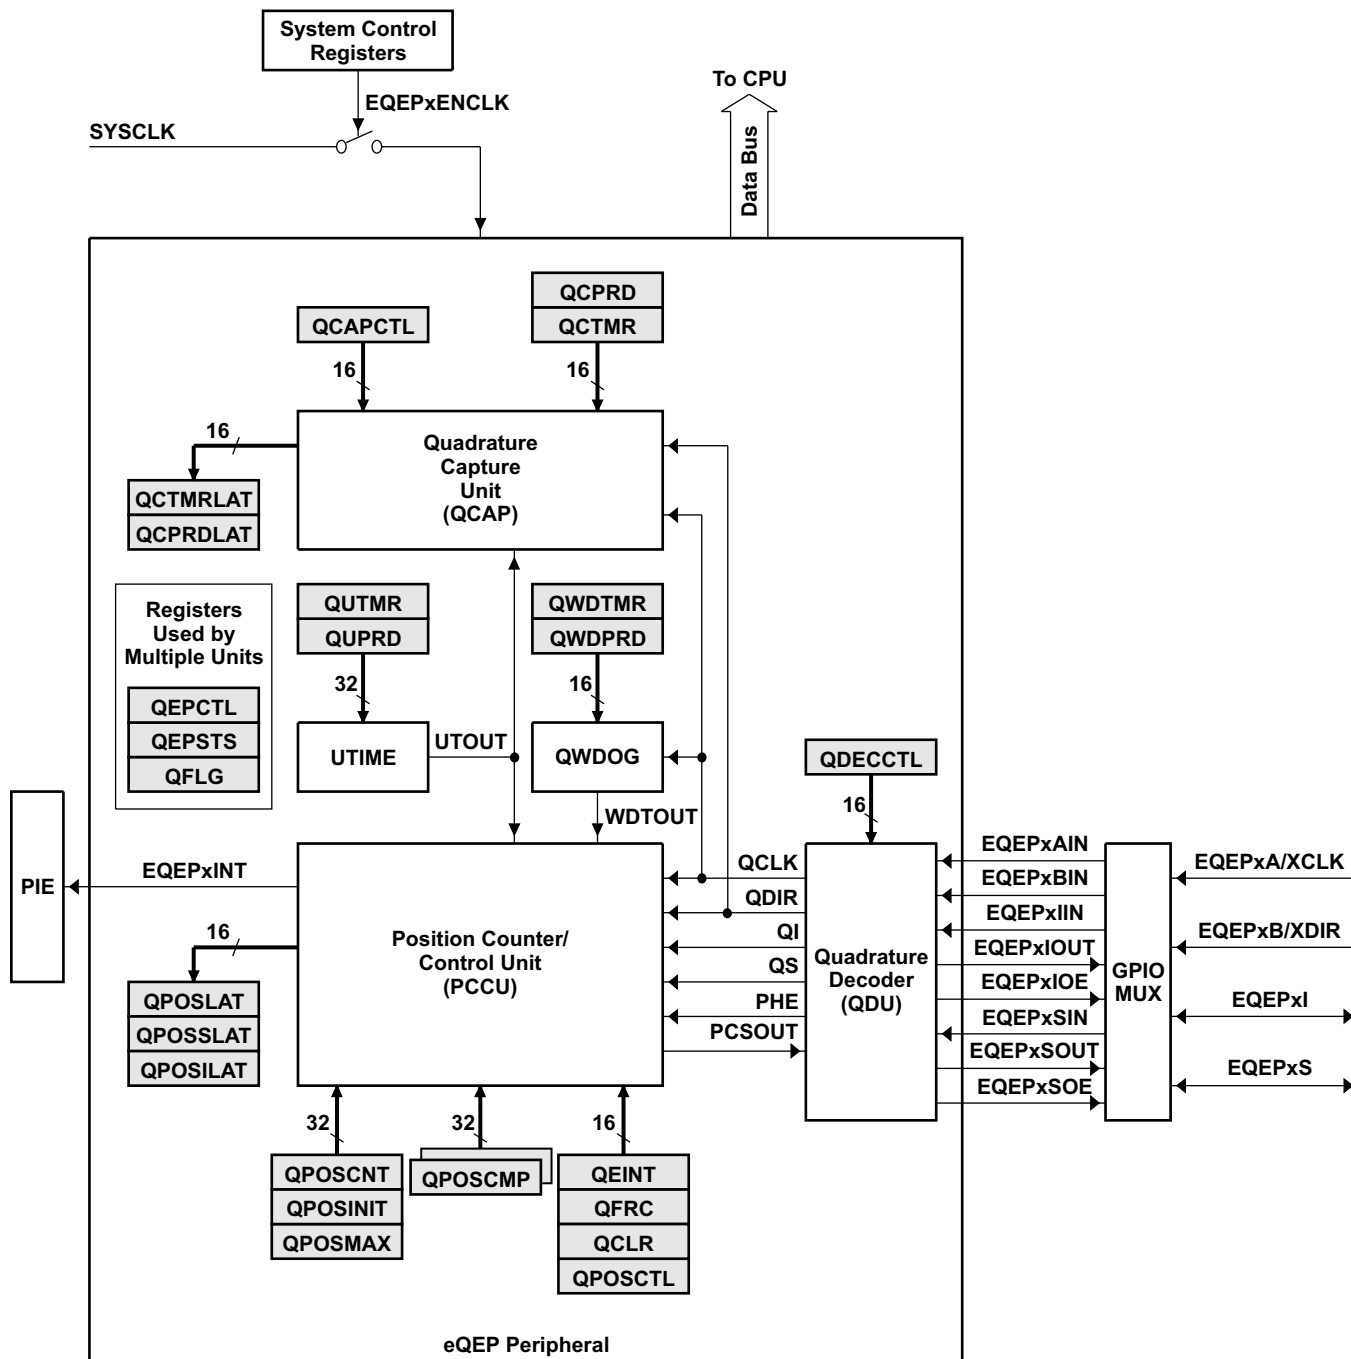 System Control
Registers
To CPU
EQEPxENCLK
SYSCLK
Data Bus
QCPRD
QCAPCTL
QCTMR
16
16
16
Quadrature
Capture
Unit
(QCAP)
QCTMRLAT
QCPRDLAT
Registers
Used by
Multiple Units
QEPCTL
QEPSTS
QFLG
QUTMR
QUPRD
QWDTMR
QWDPRD
32
16
UTIME
UTOUT
QWDOG
QDECCTL
WDTOUT
16
PIE
EQEPxINT
16
Position Counter/
Control Unit
(PCCU)
QCLK
QDIR
QI
QS
PHE
PCSOUT
Quadrature
Decoder
(QDU)
EQEPxAIN
EQEPxBIN
EQEPxIIN
EQEPxIOUT
EQEPxIOE
EQEPxSIN
EQEPxSOUT
EQEPxSOE
GPIO
MUX
EQEPxA/XCLK
EQEPxB/XDIR
EQEPxI
EQEPxS
QPOSLAT
QPOSSLAT
QPOSILAT
32
32
16
QPOSCNT
QPOSINIT
QPOSMAX
QPOSCMP
QEINT
QFRC
QCLR
QPOSCTL
eQEP Peripheral